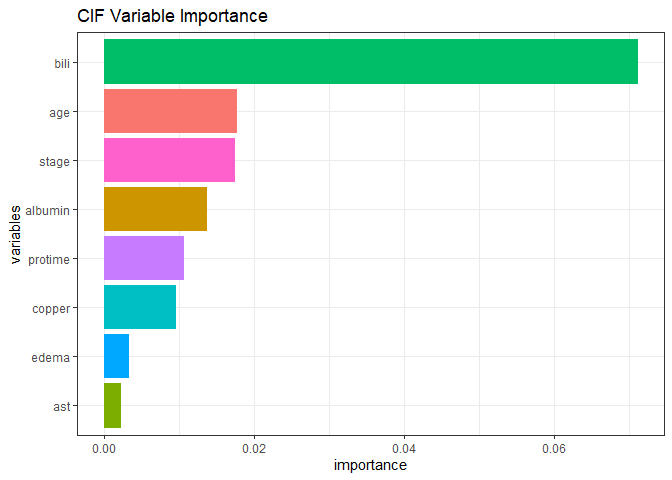 CIF Variable Importance
variables
bili
age
stage
albumin
protime
copper
edema
ast
0.00 0.02 0.04 0.06
importance